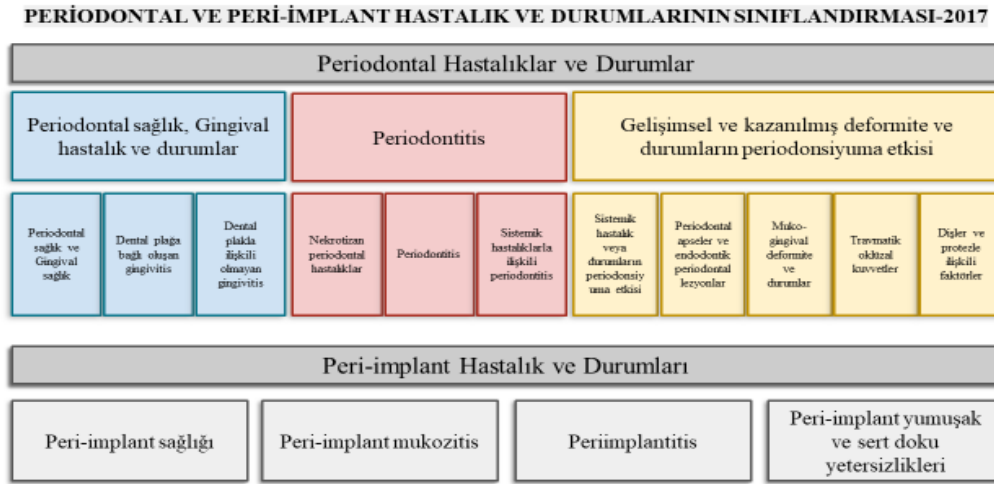 PERİODONTAL VE PERİ-İMPLANT HASTALIK VE DURUMLARININ SINIFLANDIRMASI-2017
Periodontal Hastalıklar ve Durumlar
Periodontal sağlık, Gingival
hastalık ve durumlar
Periodontitis
Gelişimsel ve kazanılmış deformite ve
durumların periodonsiyuma etkisi
Periodontal
sağlık ve
Gingival
sağlık
Dental plağa
bağlı oluşan
gingivitis
Dental
plakla
ilişkili
olmayan
gingivitis
Nekrotizan
periodontal
hastalıklar
Periodontitis
Sistemik
hastalıklarla
ilişkili
periodontitis
Sistemik
hastalık
veya
durumların
periodonsiy
uma etkisi
Periodontal
apseler ve
endodontik
periodontal
lezyonlar
Muko-
gingival
deformite
ve
durumlar
Travmatik
oklüzal
kuvvetler
Dişler ve
protezle
ilişkili
faktörler
Peri-implant Hastalık ve Durumları
Peri-implant sağlığı
Peri-implant mukozitis
Periimplantitis
Peri-implant yumuşak
ve sert doku
yetersizlikleri